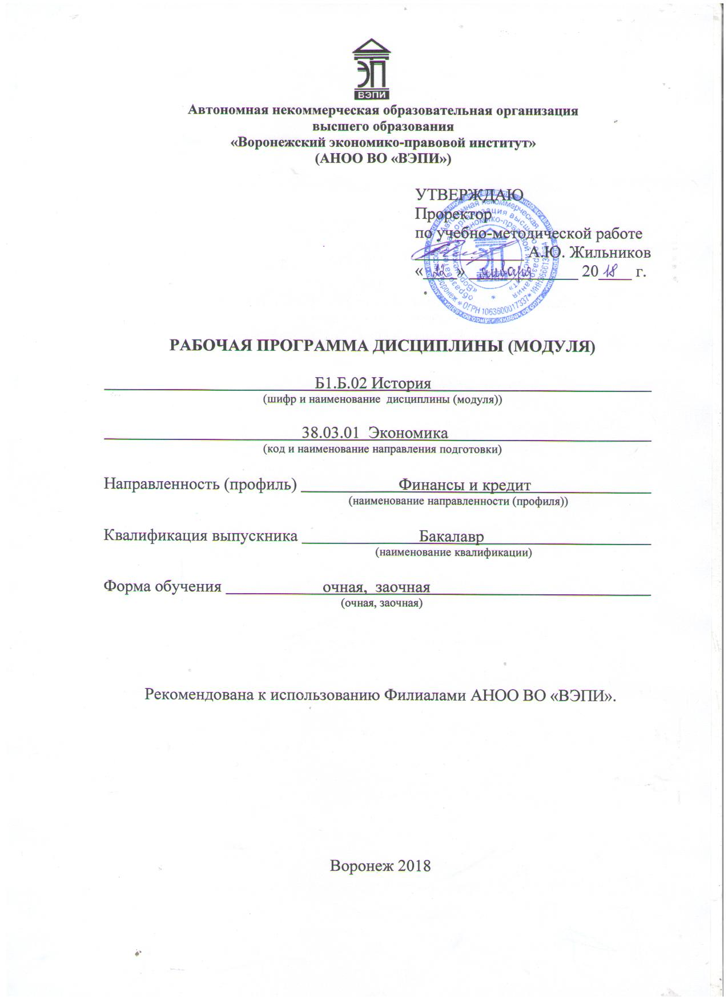 ЭП
ВЭПИ
Автономная некоммерческая образовательная организация
высшего образования
«Воронежский экономико-правовой институт»
(АНОО ВО «ВЭПИ»)
УТВЕРЖДАЮ
Проректор
по учебно-методической работе
А.Ю. Жильников
«22» января 2018 г.
ОГРН 1063600017337
РАБОЧАЯ ПРОГРАММА ДИСЦИПЛИНЫ (МОДУЛЯ)
Б1.Б.02 История
(шифр и наименование дисциплины (модуля))
38.03.01 Экономика
(код и наименование направления подготовки)
Направленность (профиль) Финансы и кредит
(наименование направленности (профиля))
Квалификация выпускника Бакалавр
(наименование квалификации)
Форма обучения очная, заочная
(очная, заочная)
Рекомендована к использованию Филиалами АНОО ВО «ВЭПИ».
Воронеж 2018